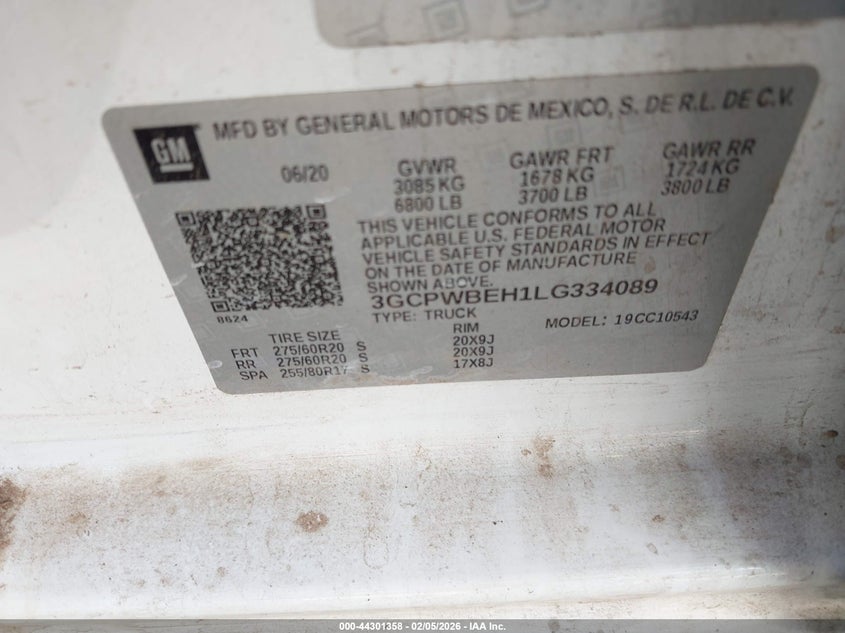 GM
MFD BY GENERAL MOTORS DE MEXICO, S. DE R.L. DE C.V.
06/20 GVWR GAWR FRT GAWR RR
3085 KG 1678 KG 1724 KG
6800 LB 3700 LB 3800 LB
THIS VEHICLE CONFORMS TO ALL
APPLICABLE U.S. FEDERAL MOTOR
VEHICLE SAFETY STANDARDS IN EFFECT
ON THE DATE OF MANUFACTURE
SHOWN ABOVE.
3GCPWBEH1LG334089
8624
TYPE: TRUCK MODEL: 19CC10543
TIRE SIZE RIM
FRT 275/60R20 S 20X9J
RR 275/60R20 S 20X9J
SPA 255/80R17 S 17X8J
000-44301358 - 02/05/2026 - IAA Inc.